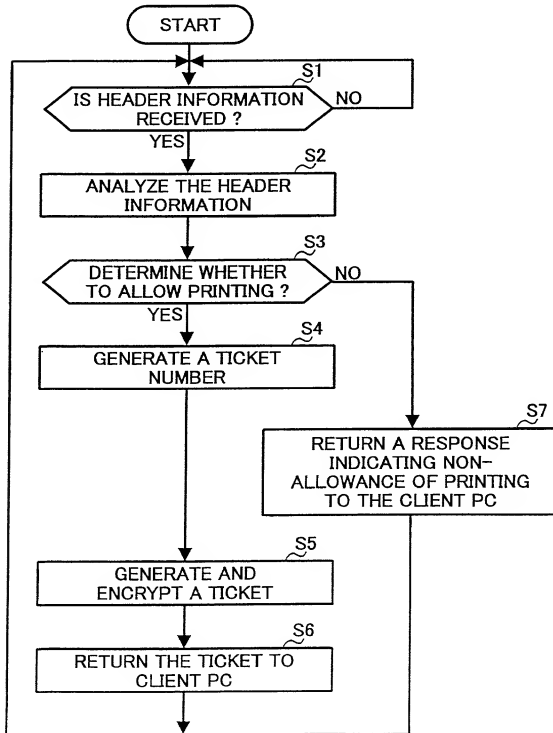 START
S1
IS HEADER INFORMATION
RECEIVED ?
NO
YES
S2
ANALYZE THE HEADER
INFORMATION
S3
DETERMINE WHETHER
TO ALLOW PRINTING ?
NO
YES
S4
GENERATE A TICKET
NUMBER
S7
RETURN A RESPONSE
INDICATING NON-
ALLOWANCE OF PRINTING
TO THE CLIENT PC
S5
GENERATE AND
ENCRYPT A TICKET
S6
RETURN THE TICKET TO
CLIENT PC